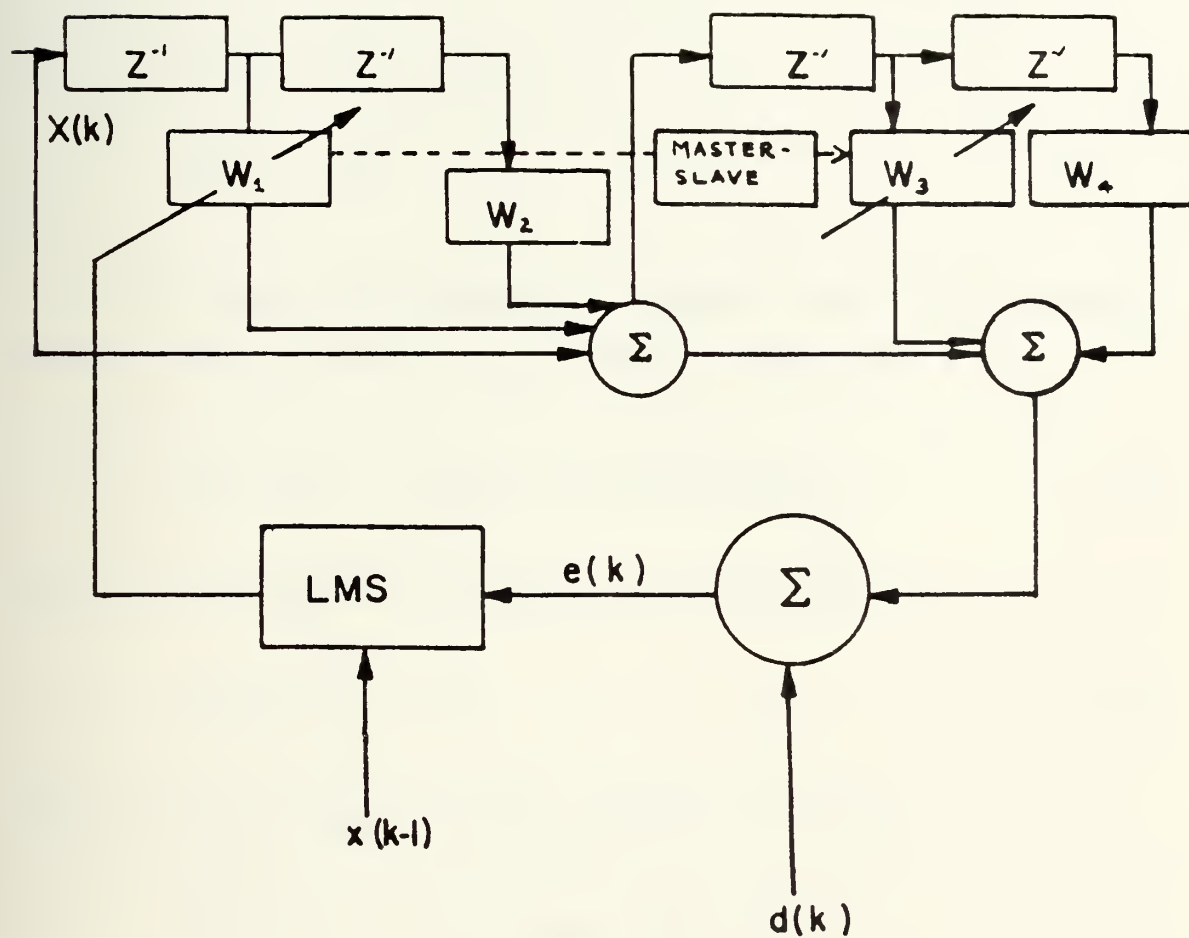 Z⁻¹
Z⁻¹
Z⁻¹
Z⁻¹
X(k)
W₁
W₂
MASTER-
SLAVE
W₃
W₄
Σ
Σ
LMS
e(k)
Σ
x(k-1)
d(k)